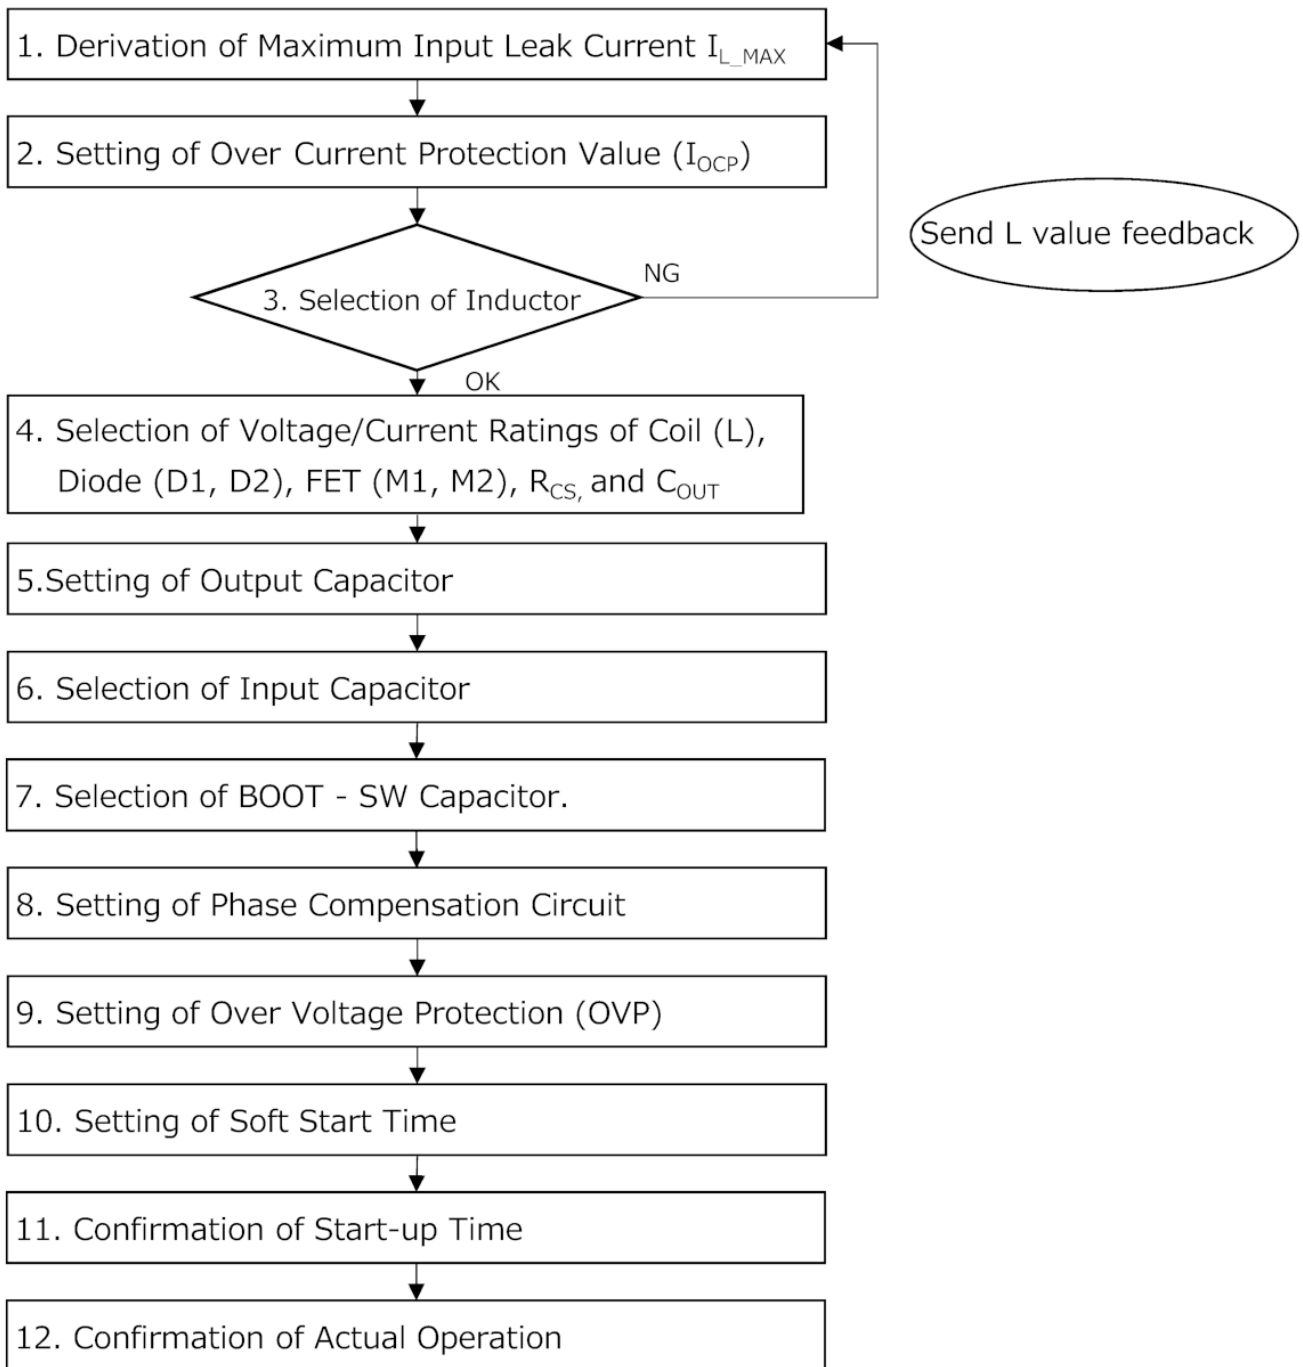 1. Derivation of Maximum Input Leak Current I_L_MAX
2. Setting of Over Current Protection Value (I_OCP)
Send L value feedback
NG
3. Selection of Inductor
OK
4. Selection of Voltage/Current Ratings of Coil (L),
Diode (D1, D2), FET (M1, M2), R_CS, and C_OUT
5.Setting of Output Capacitor
6. Selection of Input Capacitor
7. Selection of BOOT - SW Capacitor.
8. Setting of Phase Compensation Circuit
9. Setting of Over Voltage Protection (OVP)
10. Setting of Soft Start Time
11. Confirmation of Start-up Time
12. Confirmation of Actual Operation